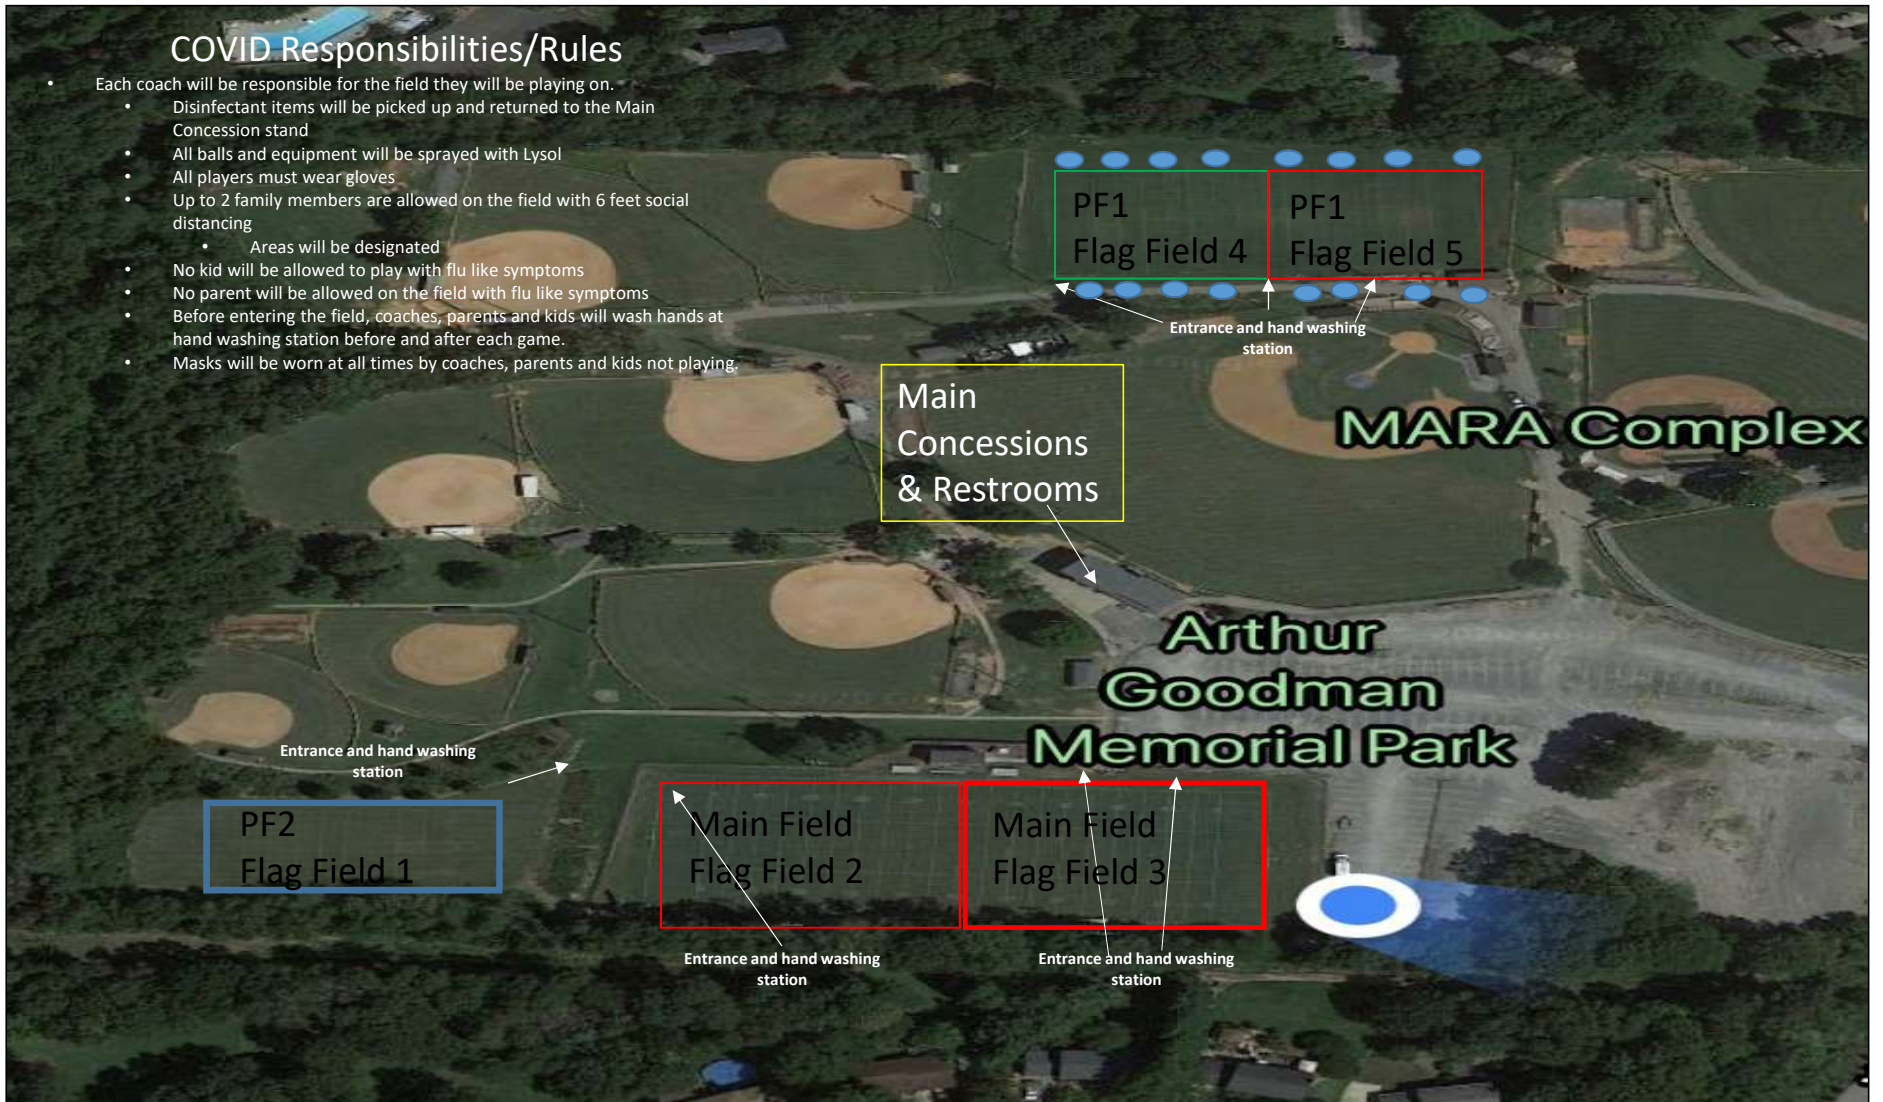 COVID Responsibilities/Rules
• Each coach will be responsible for the field they will be playing on.
• Disinfectant items will be picked up and returned to the Main
Concession stand
• All balls and equipment will be sprayed with Lysol
• All players must wear gloves
• Up to 2 family members are allowed on the field with 6 feet social
distancing
• Areas will be designated
• No kid will be allowed to play with flu like symptoms
• No parent will be allowed on the field with flu like symptoms
• Before entering the field, coaches, parents and kids will wash hands at
hand washing station before and after each game.
• Masks will be worn at all times by coaches, parents and kids not playing.
PF1
Flag Field 4
PF1
Flag Field 5
Entrance and hand washing
station
Main
Concessions
& Restrooms
MARA Complex
Arthur
Goodman
Memorial Park
Entrance and hand washing
station
PF2
Flag Field 1
Main Field
Flag Field 2
Main Field
Flag Field 3
Entrance and hand washing
station
Entrance and hand washing
station